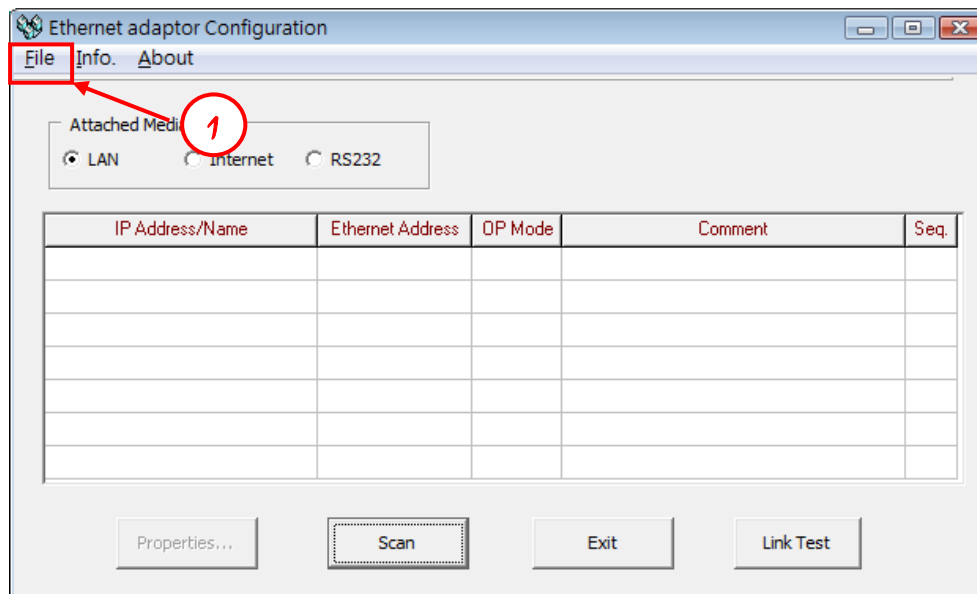 Ethernet adaptor Configuration
File Info. About
1
Attached Medi
LAN Internet RS232
IP Address/Name Ethernet Address OP Mode Comment Seq.
Properties... Scan Exit Link Test